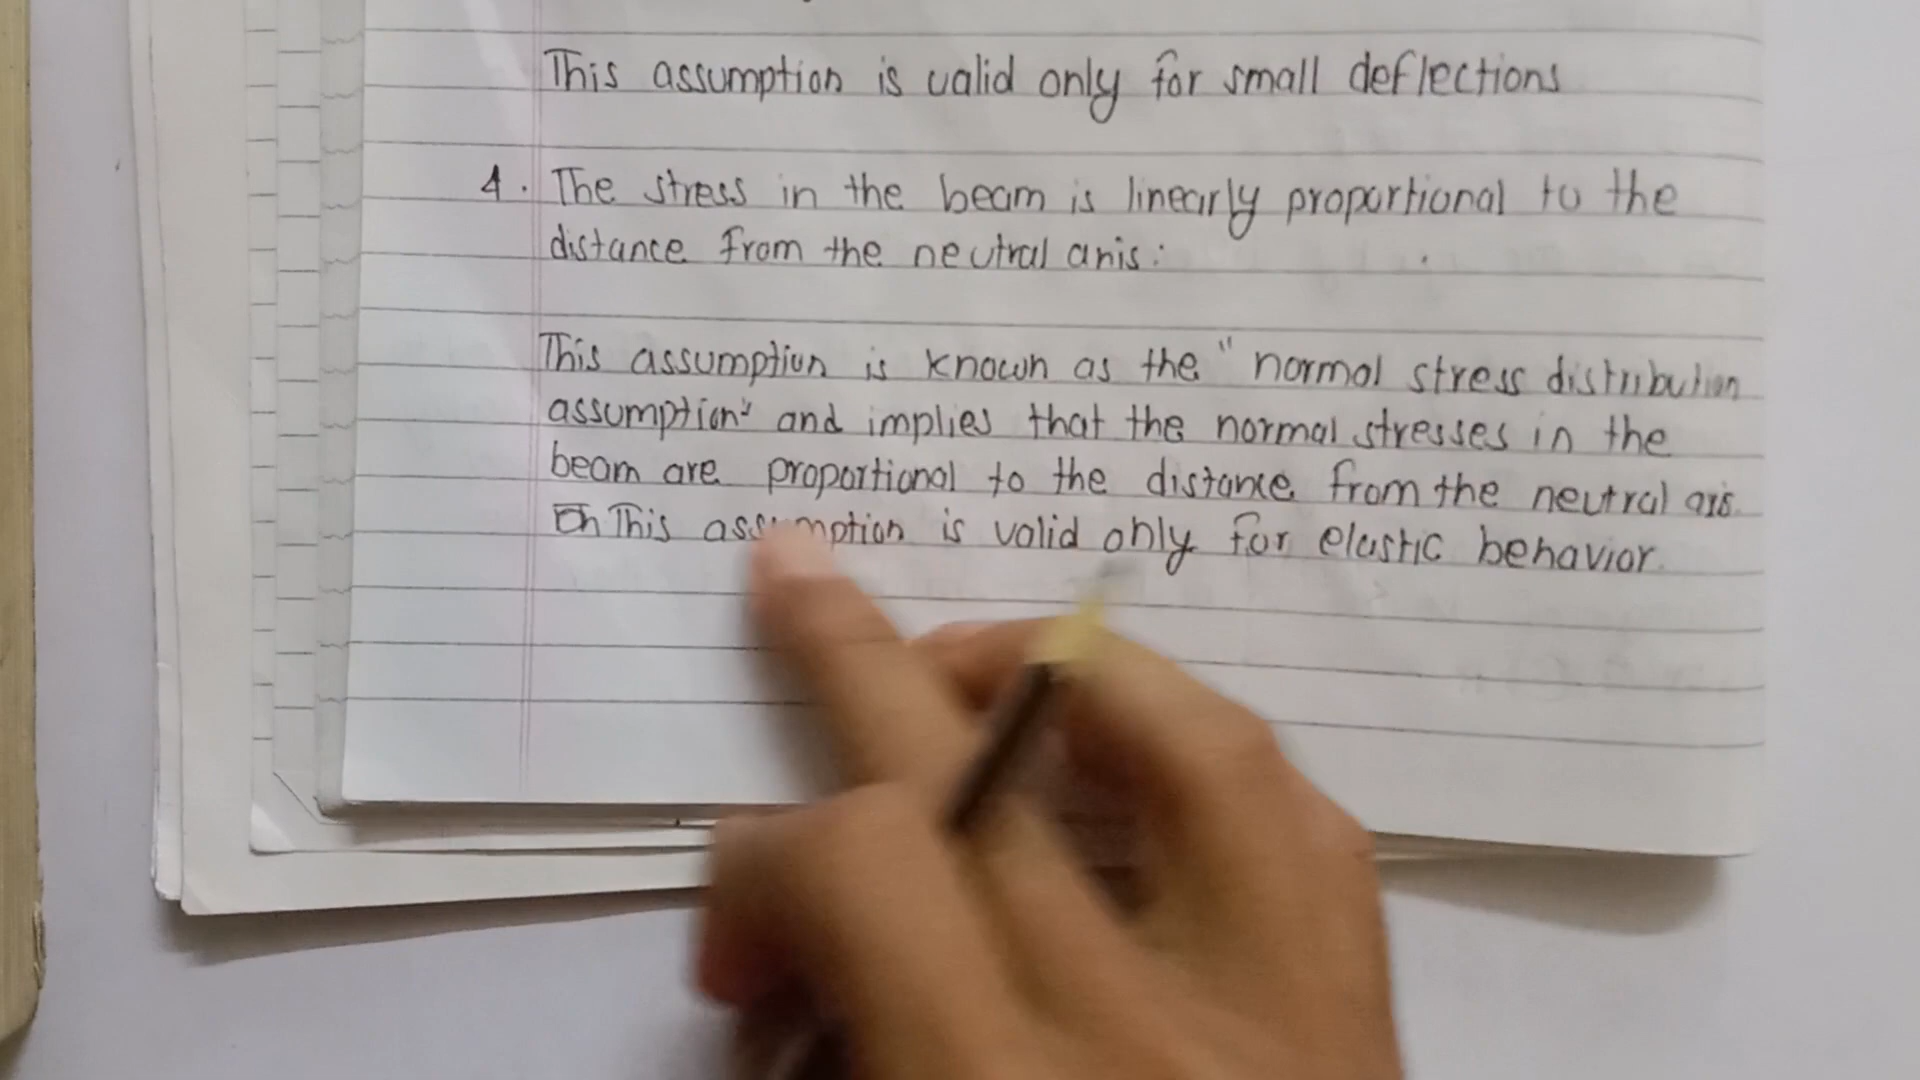 This assumption is valid only for small deflections
4. The stress in the beam is linearly proportional to the
distance from the neutral anis:
This assumption is known as the "normal stress distribution
assumption" and implies that the normal stresses in the
beam are proportional to the distance from the neutral axis.
This assumption is valid only for elastic behavior.